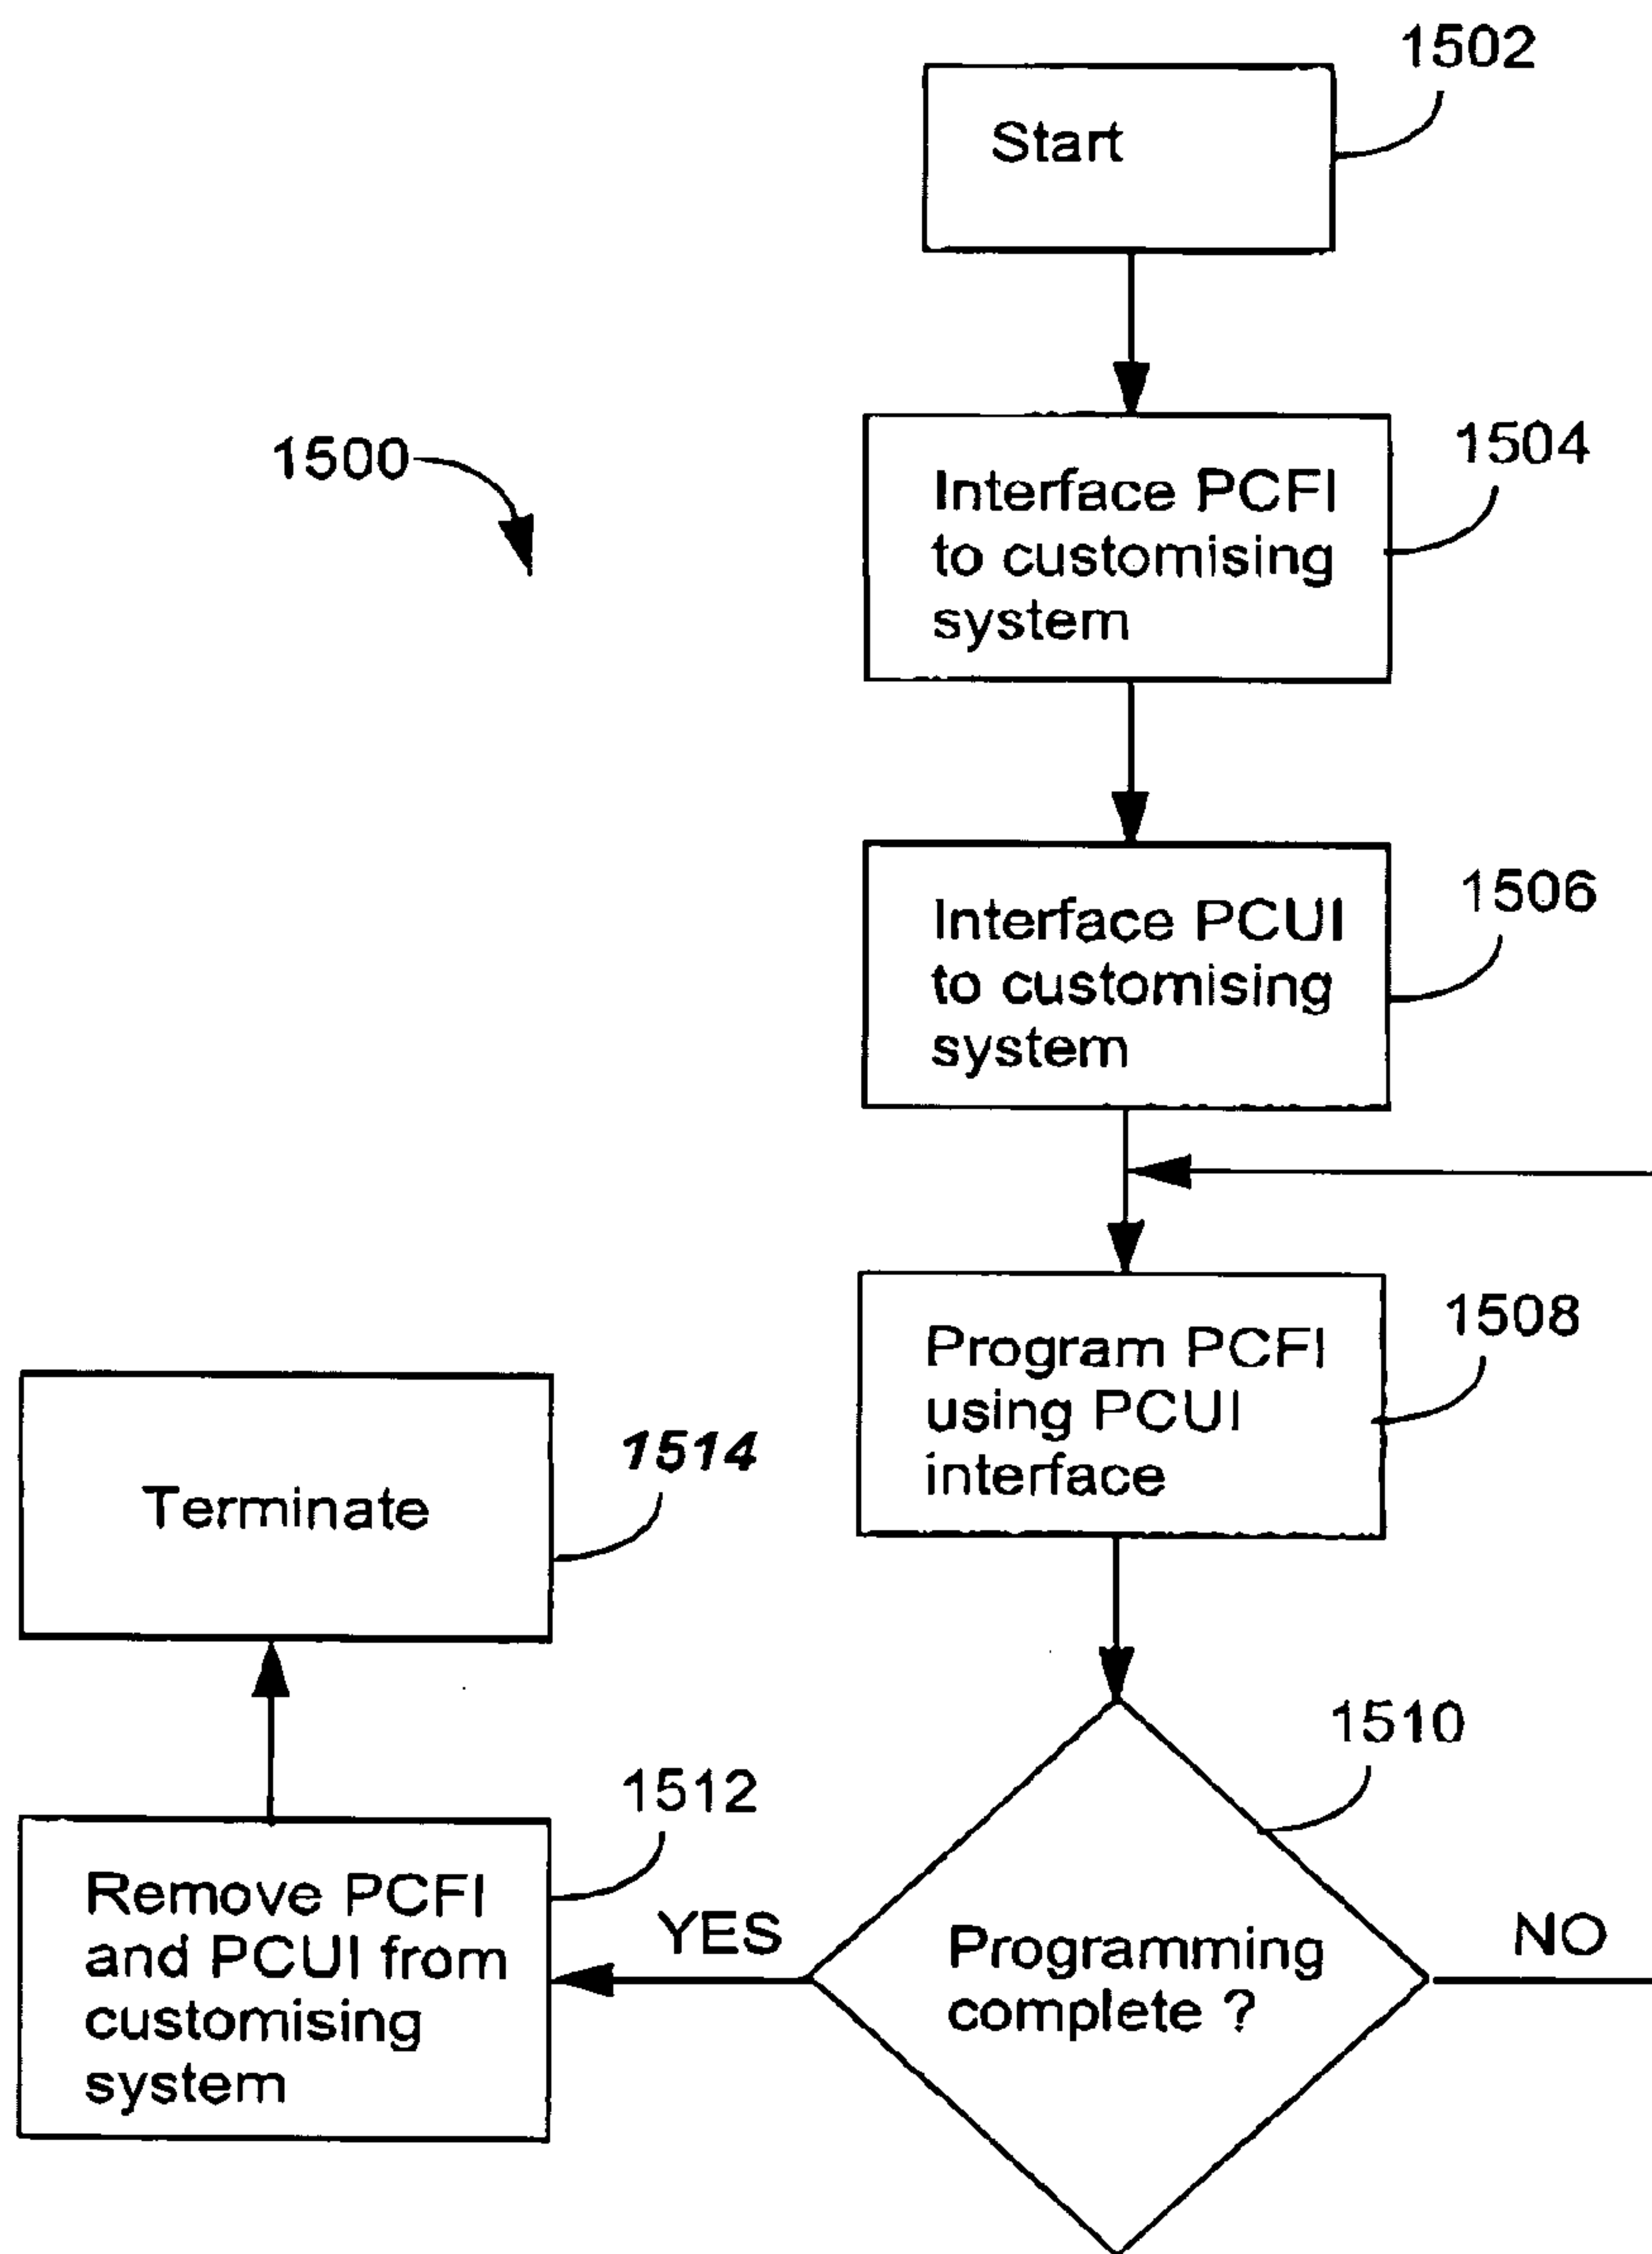 1502
Start
1500
1504
Interface PCFI
to customising
system
1506
Interface PCUI
to customising
system
1508
Program PCFI
using PCUI
interface
1514
Terminate
1510
Programming
complete ?
YES
NO
1512
Remove PCFI
and PCUI from
customising
system